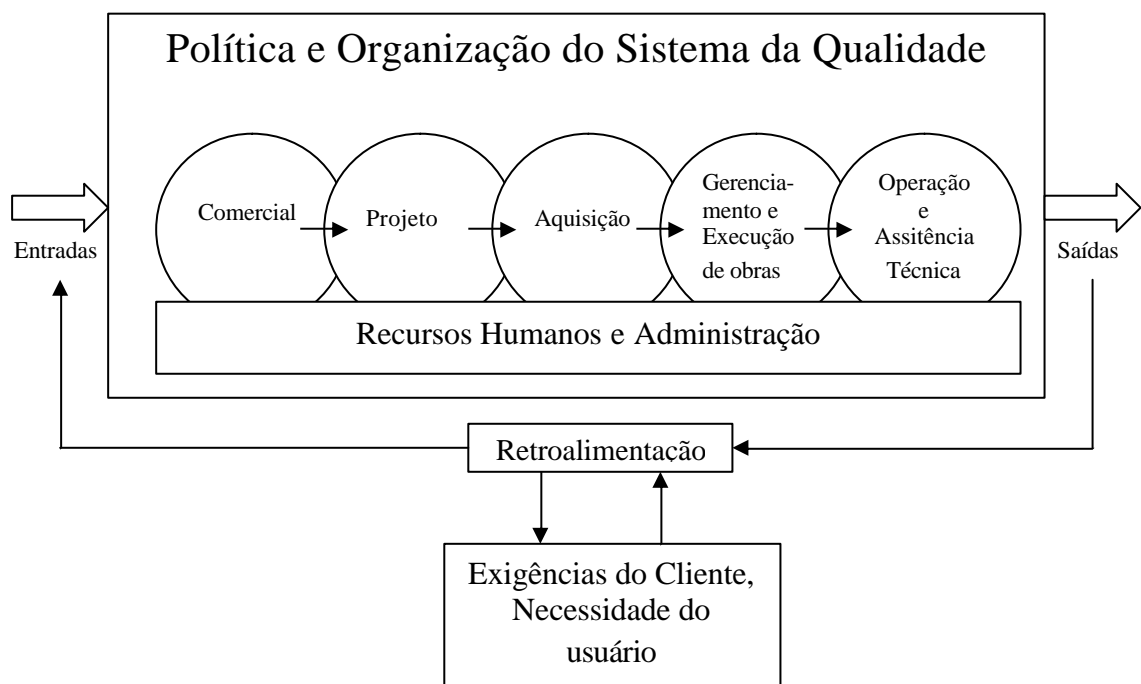 Política e Organização do Sistema da Qualidade
Entradas
Comercial
Projeto
Aquisição
Gerencia-
mento e
Execução
de obras
Operação
e
Assitência
Técnica
Saídas
Recursos Humanos e Administração
Retroalimentação
Exigências do Cliente,
Necessidade do
usuário